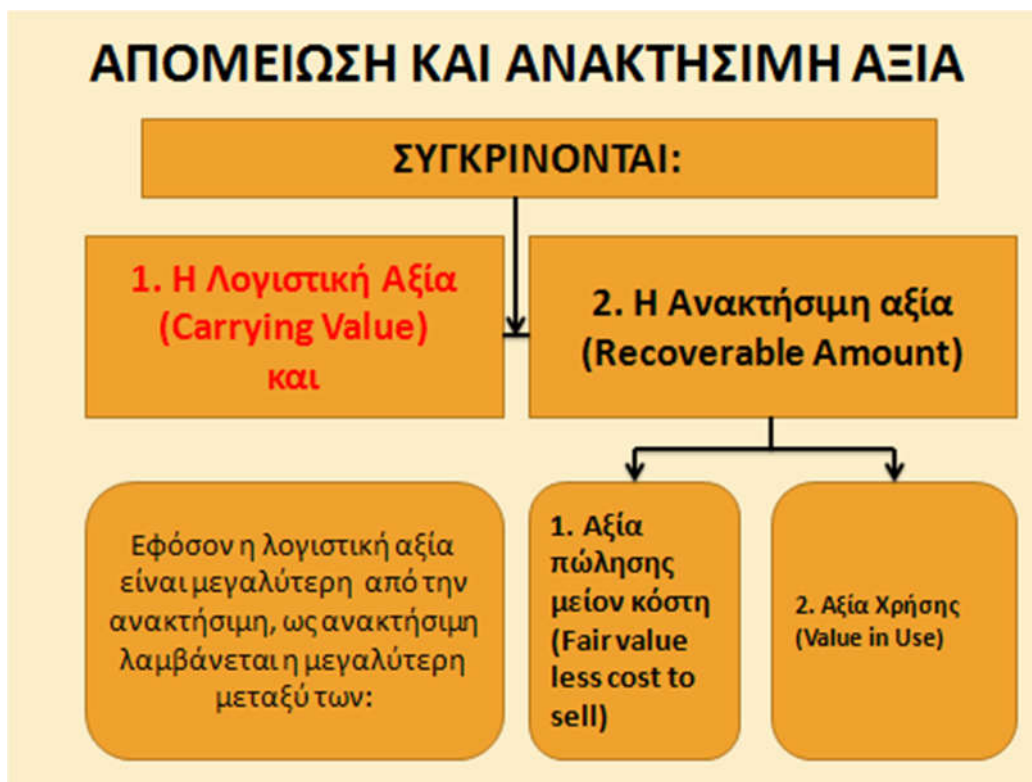 ΑΠΟΜΕΙΩΣΗ ΚΑΙ ΑΝΑΚΤΗΣΙΜΗ ΑΞΙΑ
ΣΥΓΚΡΙΝΟΝΤΑΙ:
1. Η Λογιστική Αξία
(Carrying Value)
και
2. Η Ανακτήσιμη αξία
(Recoverable Amount)
Εφόσον η λογιστική αξία
είναι μεγαλύτερη από την
ανακτήσιμη, ως ανακτήσιμη
λαμβάνεται η μεγαλύτερη
μεταξύ των:
1. Αξία
πώλησης
μείον κόστη
(Fair value
less cost to
sell)
2. Αξία Χρήσης
(Value in Use)